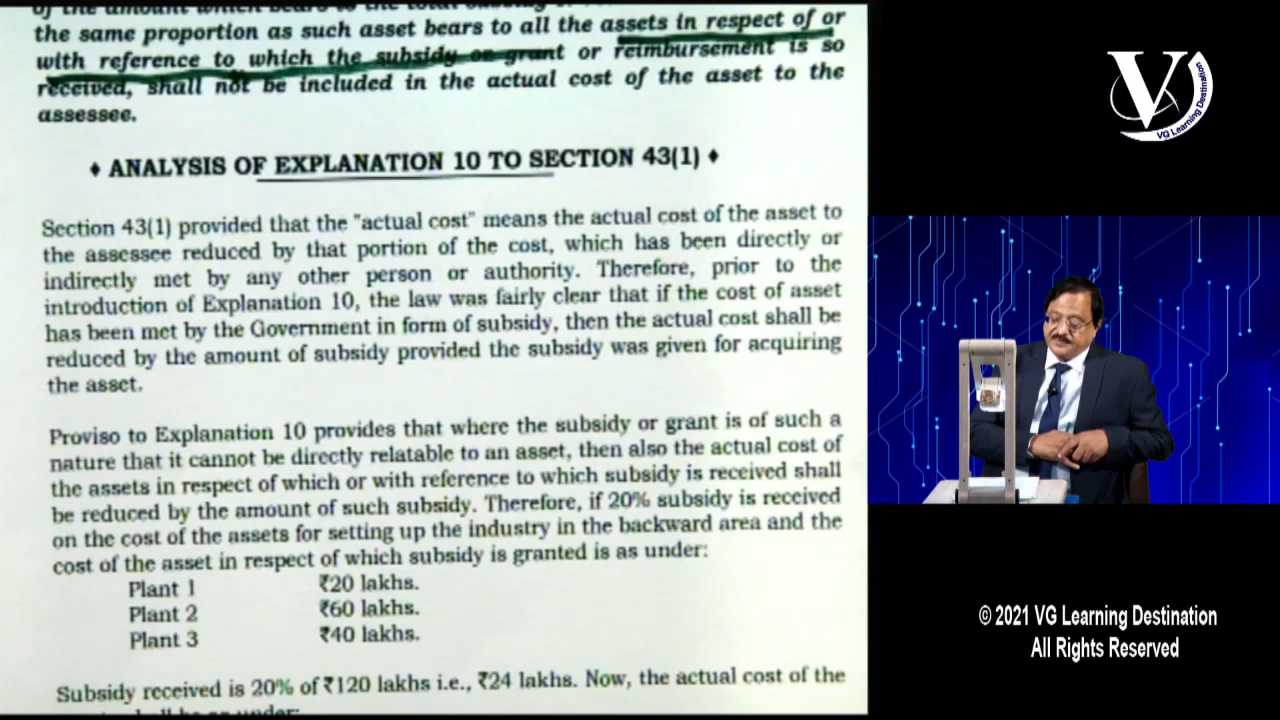 the same proportion as such asset bears to all the assets in respect of or
with reference to which the subsidy or grant or reimbursement is so
received, shall not be included in the actual cost of the asset to the
assessee.
♦ ANALYSIS OF EXPLANATION 10 TO SECTION 43(1) ♦
Section 43(1) provided that the "actual cost" means the actual cost of the asset to
the assessee reduced by that portion of the cost, which has been directly or
indirectly met by any other person or authority. Therefore, prior to the
introduction of Explanation 10, the law was fairly clear that if the cost of asset
has been met by the Government in form of subsidy, then the actual cost shall be
reduced by the amount of subsidy provided the subsidy was given for acquiring
the asset.
Proviso to Explanation 10 provides that where the subsidy or grant is of such a
nature that it cannot be directly relatable to an asset, then also the actual cost of
the assets in respect of which or with reference to which subsidy is received shall
be reduced by the amount of such subsidy. Therefore, if 20% subsidy is received
on the cost of the assets for setting up the industry in the backward area and the
cost of the asset in respect of which subsidy is granted is as under:
Plant 1 ₹20 lakhs.
Plant 2 ₹60 lakhs.
Plant 3 ₹40 lakhs.
Subsidy received is 20% of ₹120 lakhs i.e., ₹24 lakhs. Now, the actual cost of the
V
VG Learning Destination
© 2021 VG Learning Destination
All Rights Reserved